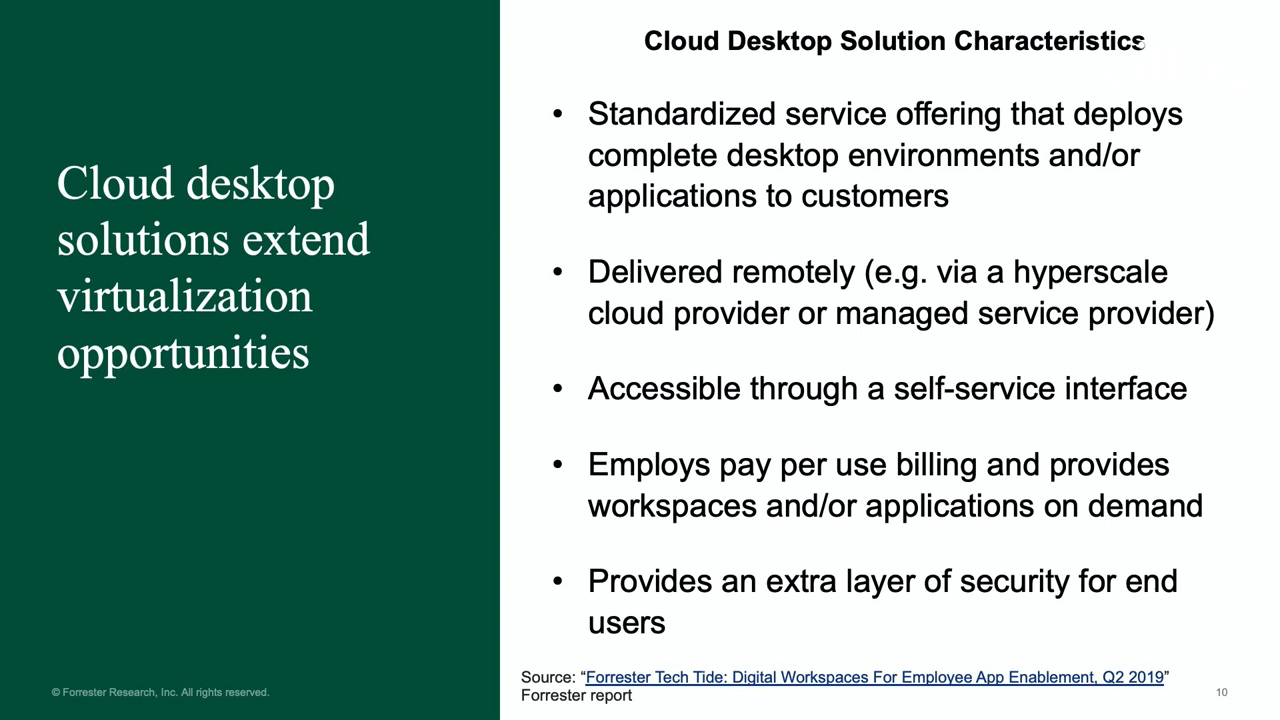 Cloud desktop
solutions extend
virtualization
opportunities
© Forrester Research, Inc. All rights reserved.
Cloud Desktop Solution Characteristics
• Standardized service offering that deploys
complete desktop environments and/or
applications to customers
• Delivered remotely (e.g. via a hyperscale
cloud provider or managed service provider)
• Accessible through a self-service interface
• Employs pay per use billing and provides
workspaces and/or applications on demand
• Provides an extra layer of security for end
users
Source: “Forrester Tech Tide: Digital Workspaces For Employee App Enablement, Q2 2019”
Forrester report
10